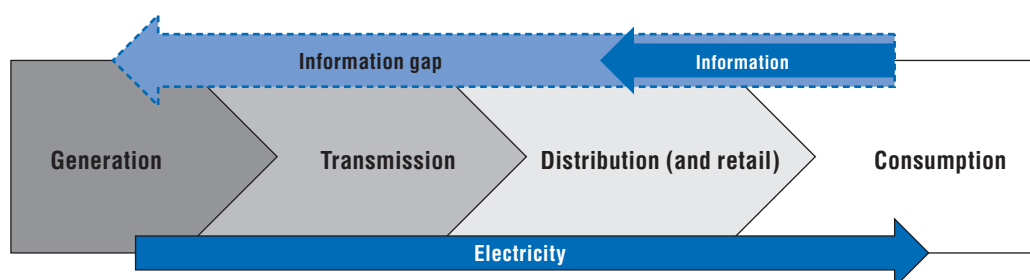 Information gap
Information
Generation
Transmission
Distribution (and retail)
Consumption
Electricity